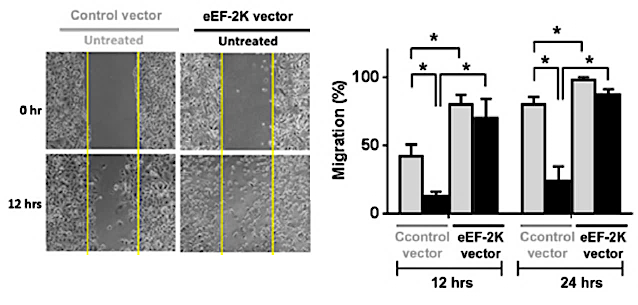 Control vector eEF-2K vector
Untreated Untreated
0 hr
12 hrs
Migration (%)
100
50
0
* * *
* * *
Ccontrol vector
eEF-2K vector
Ccontrol vector
eEF-2K vector
12 hrs
24 hrs